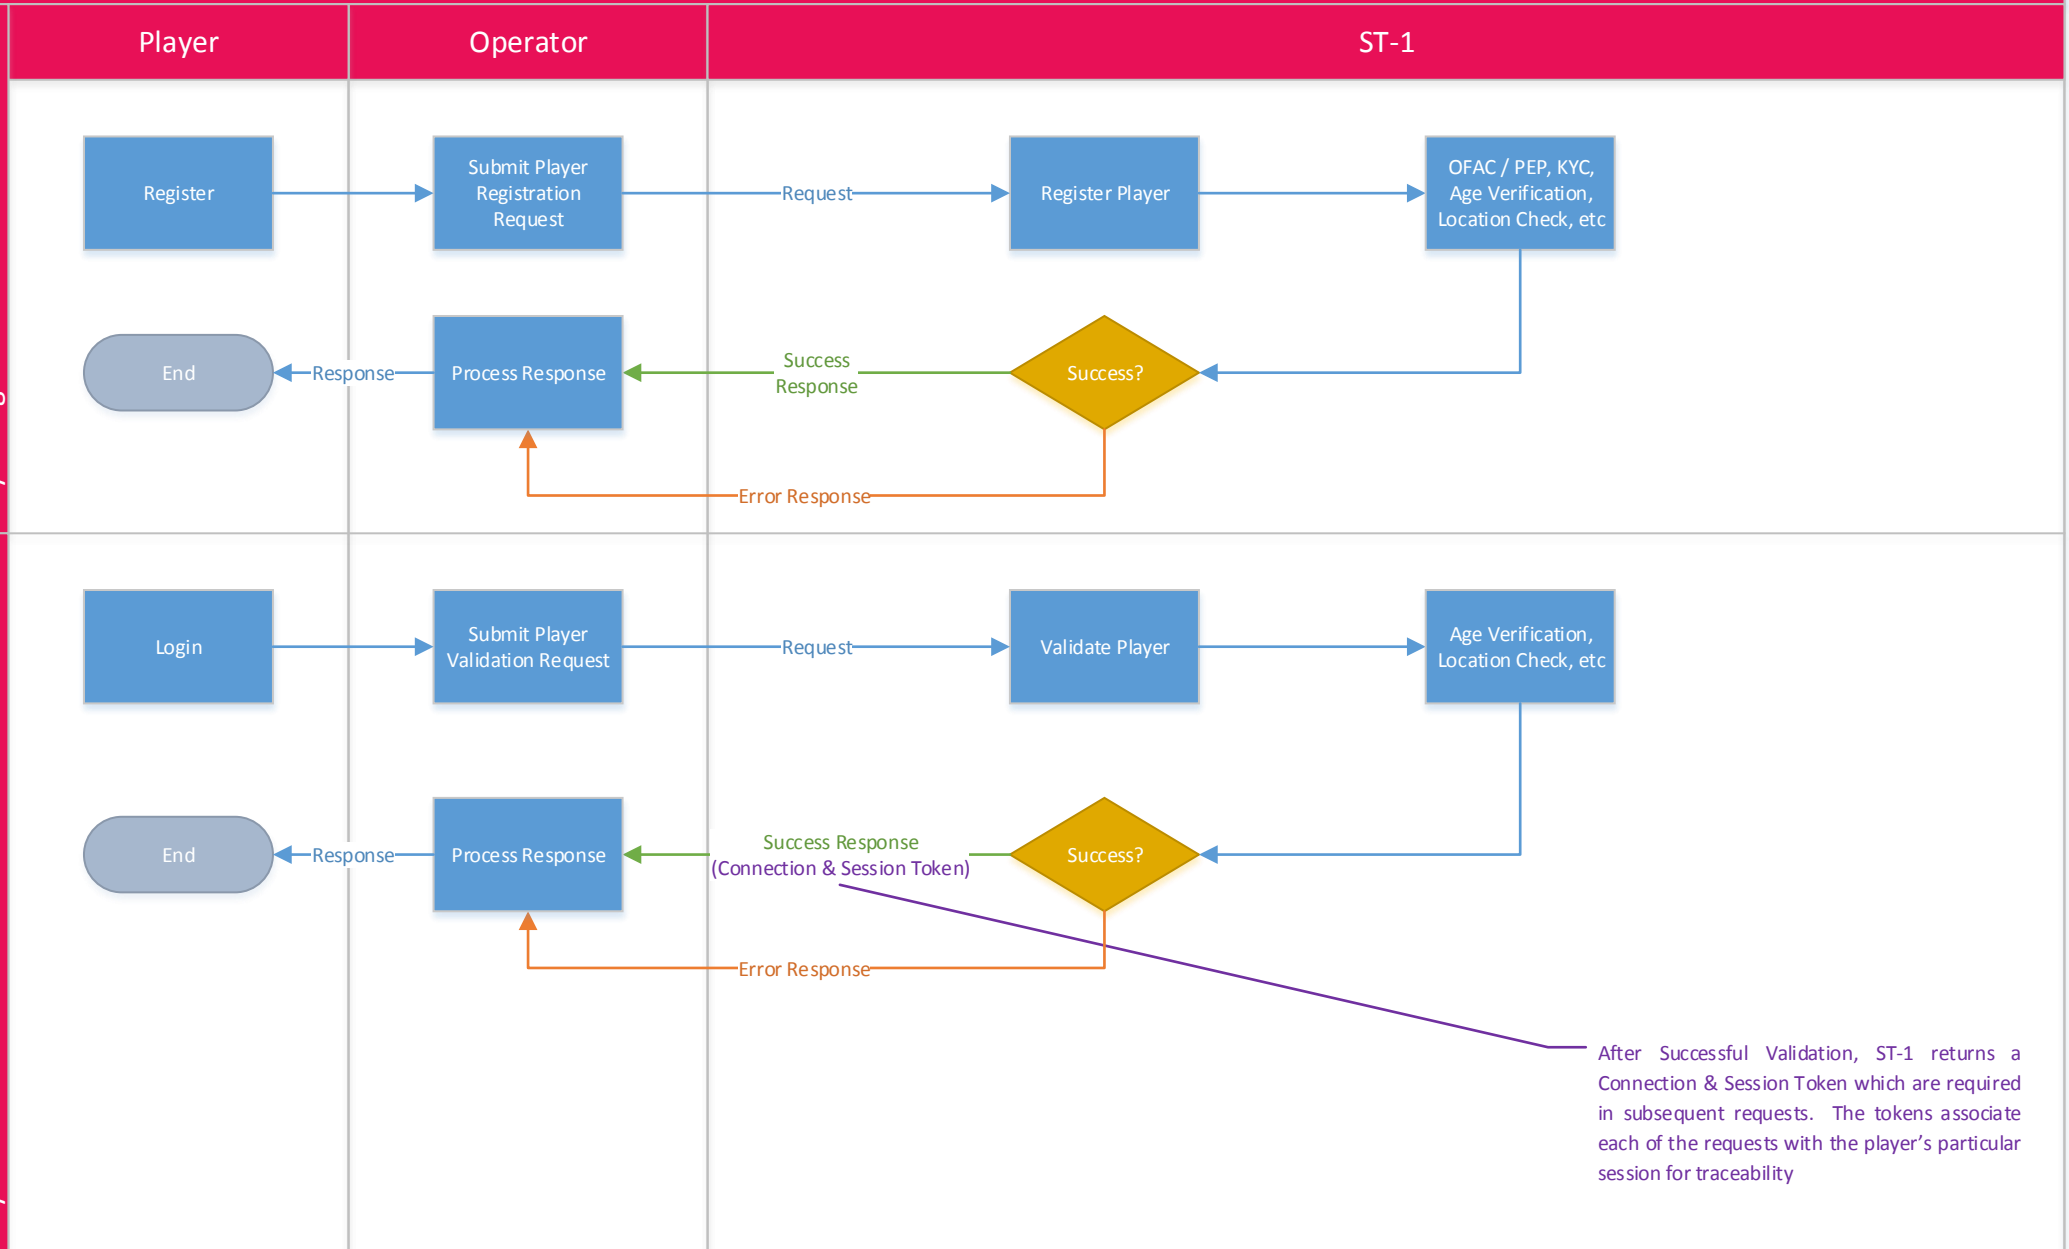 Player
Operator
ST-1
Register
Submit Player
Registration
Request
Request
Register Player
OFAC / PEP, KYC,
Age Verification,
Location Check, etc
End
Response
Process Response
Success
Response
Success?
Error Response
Login
Submit Player
Validation Request
Request
Validate Player
Age Verification,
Location Check, etc
End
Response
Process Response
Success Response
(Connection & Session Token)
Success?
Error Response
After Successful Validation, ST-1 returns a
Connection & Session Token which are required
in subsequent requests. The tokens associate
each of the requests with the player’s particular
session for traceability